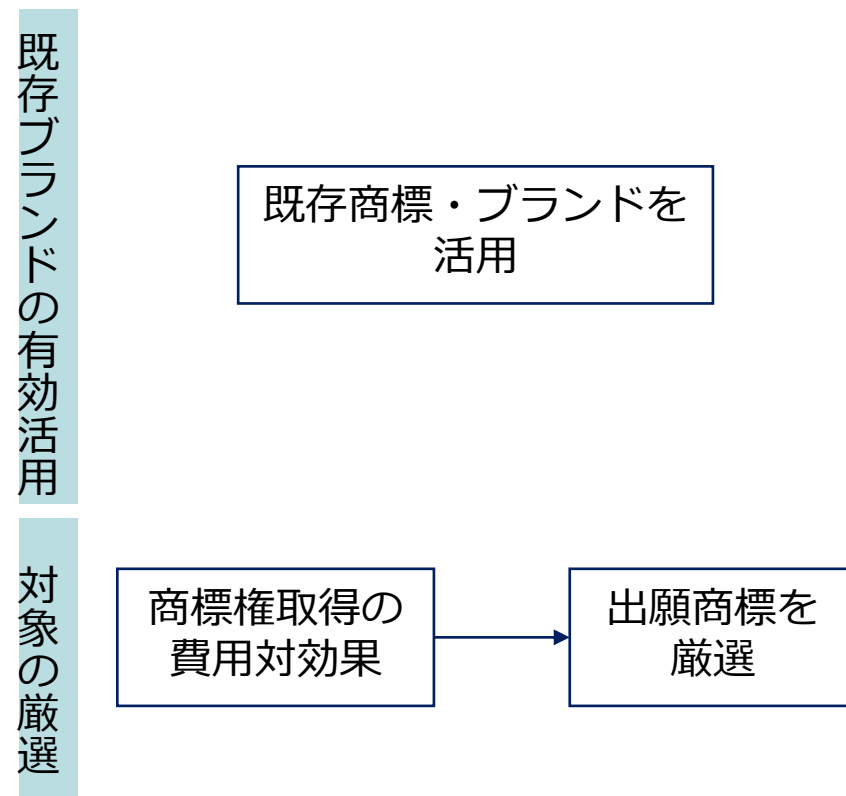 既存ブランドの有効活用
既存商標・ブランドを
活用
対象の厳選
商標権取得の
費用対効果
出願商標を
厳選